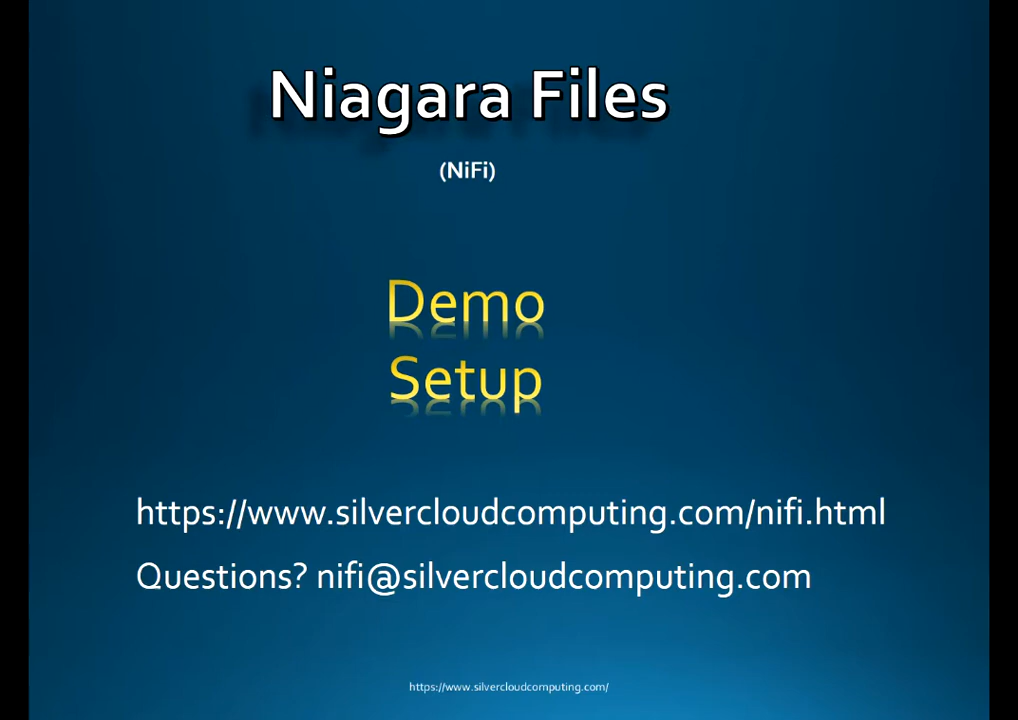 Niagara Files
(NiFi)
Demo
Setup
https://www.silvercloudcomputing.com/nifi.html
Questions? nifi@silvercloudcomputing.com
https://www.silvercloudcomputing.com/